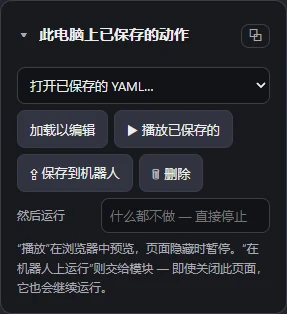 此电脑上已保存的动作
打开已保存的 YAML...
加载以编辑
▶ 播放已保存的
⇪ 保存到机器人
🗑 删除
然后运行
什么都不做 — 直接停止
“播放”在浏览器中预览，页面隐藏时暂停。“在
机器人上运行”则交给模块 — 即使关闭此页面，
它也会继续运行。